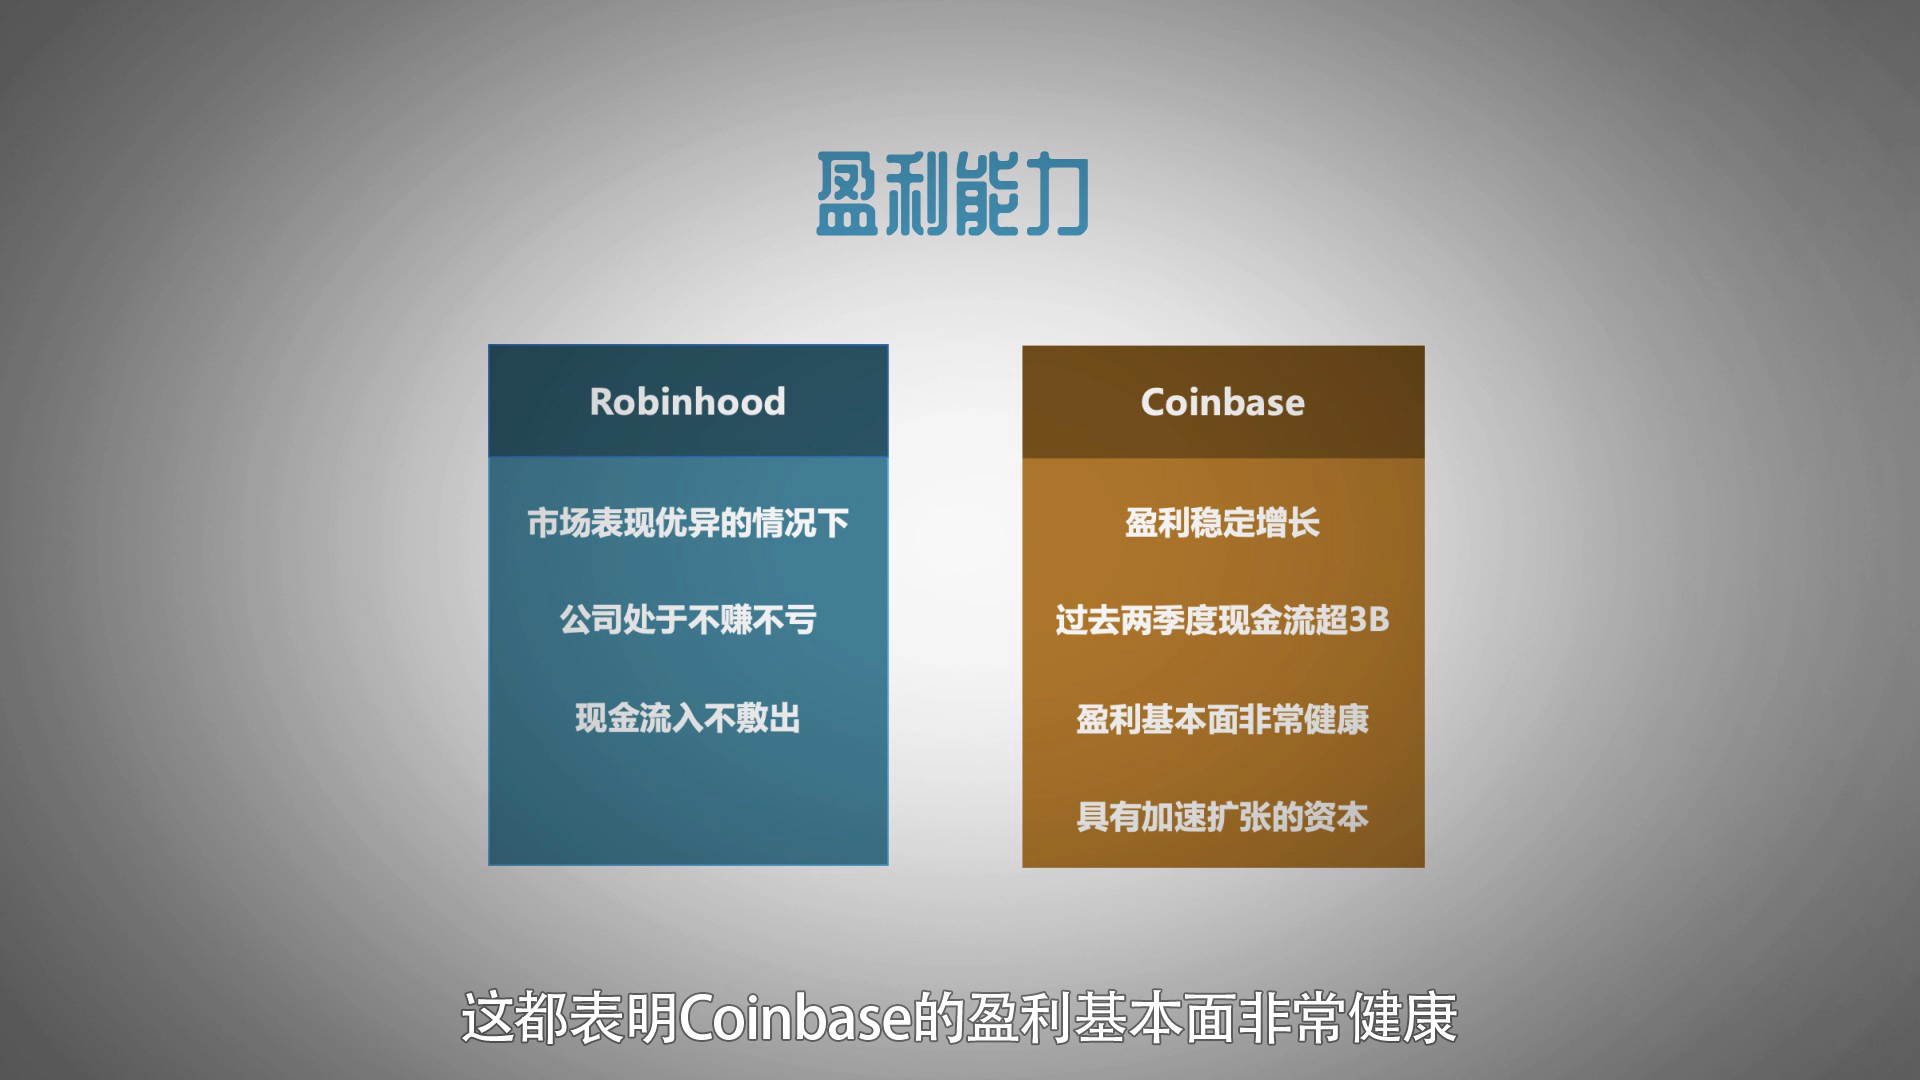 盈利能力
Robinhood
市场表现优异的情况下
公司处于不赚不亏
现金流入不敷出
Coinbase
盈利稳定增长
过去两季度现金流超3B
盈利基本面非常健康
具有加速扩张的资本
这都表明Coinbase的盈利基本面非常健康